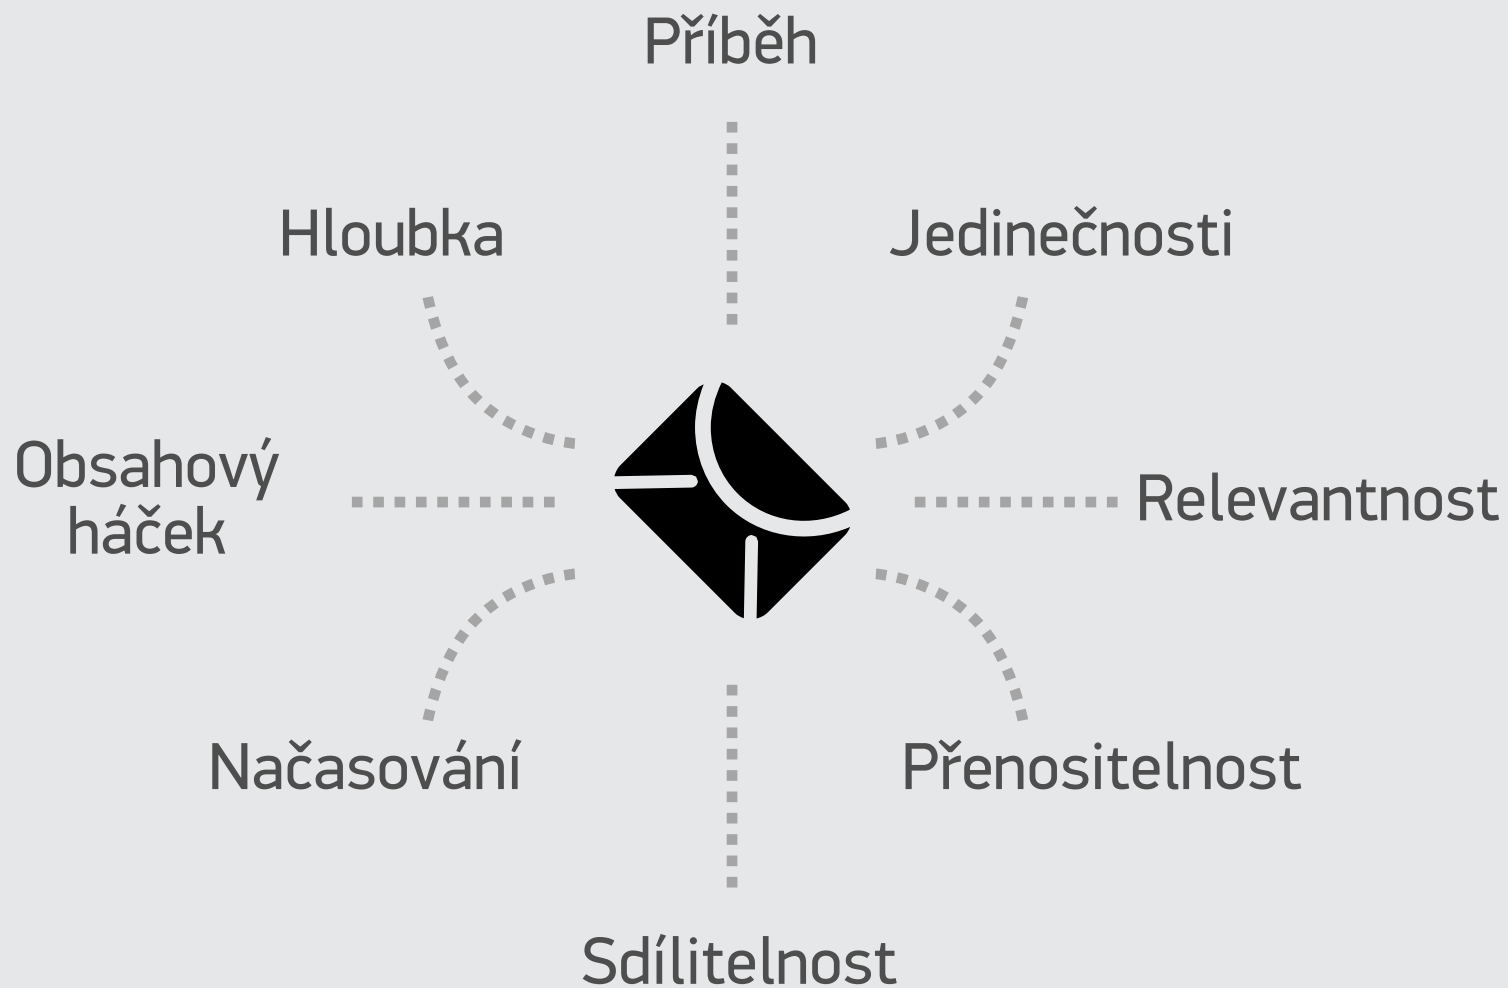 Příběh
Hloubka
Jedinečnosti
Obsahový
háček
Relevantnost
Načasování
Přenositelnost
Sdílitelnost